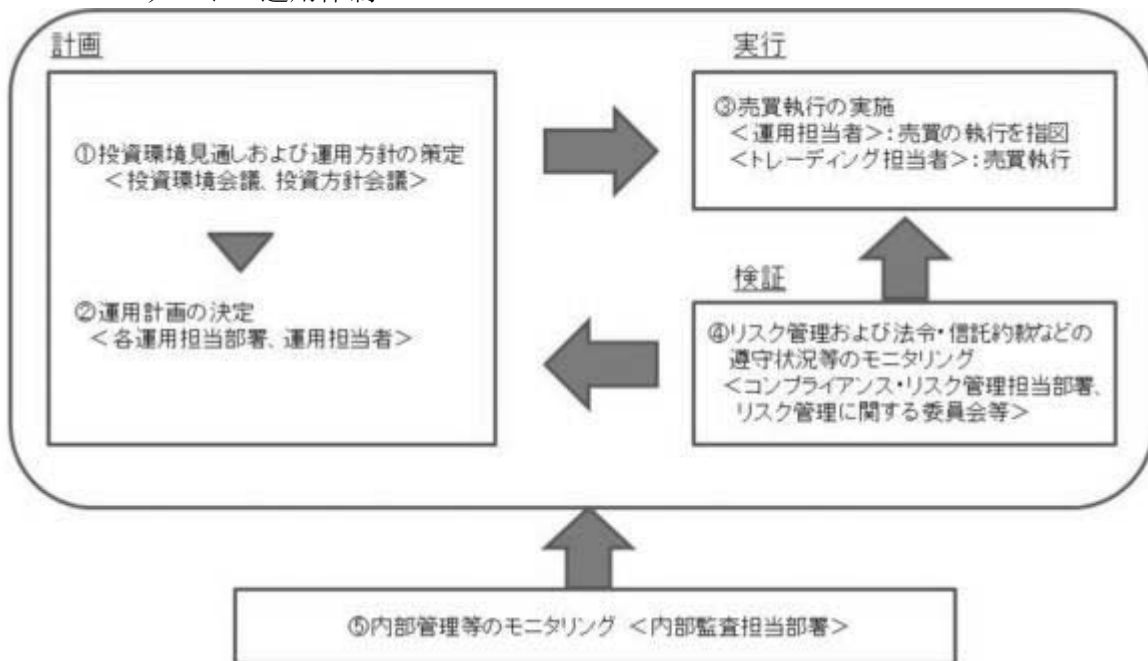 計画
①投資環境見通しおよび運用方針の策定
＜投資環境会議、投資方針会議＞
②運用計画の決定
＜各運用担当部署、運用担当者＞
実行
③売買執行の実施
＜運用担当者＞：売買の執行を指図
＜トレーディング担当者＞：売買執行
検証
④リスク管理および法令・信託約款などの
遵守状況等のモニタリング
＜コンプライアンス・リスク管理担当部署、
リスク管理に関する委員会等＞
⑤内部管理等のモニタリング ＜内部監査担当部署＞